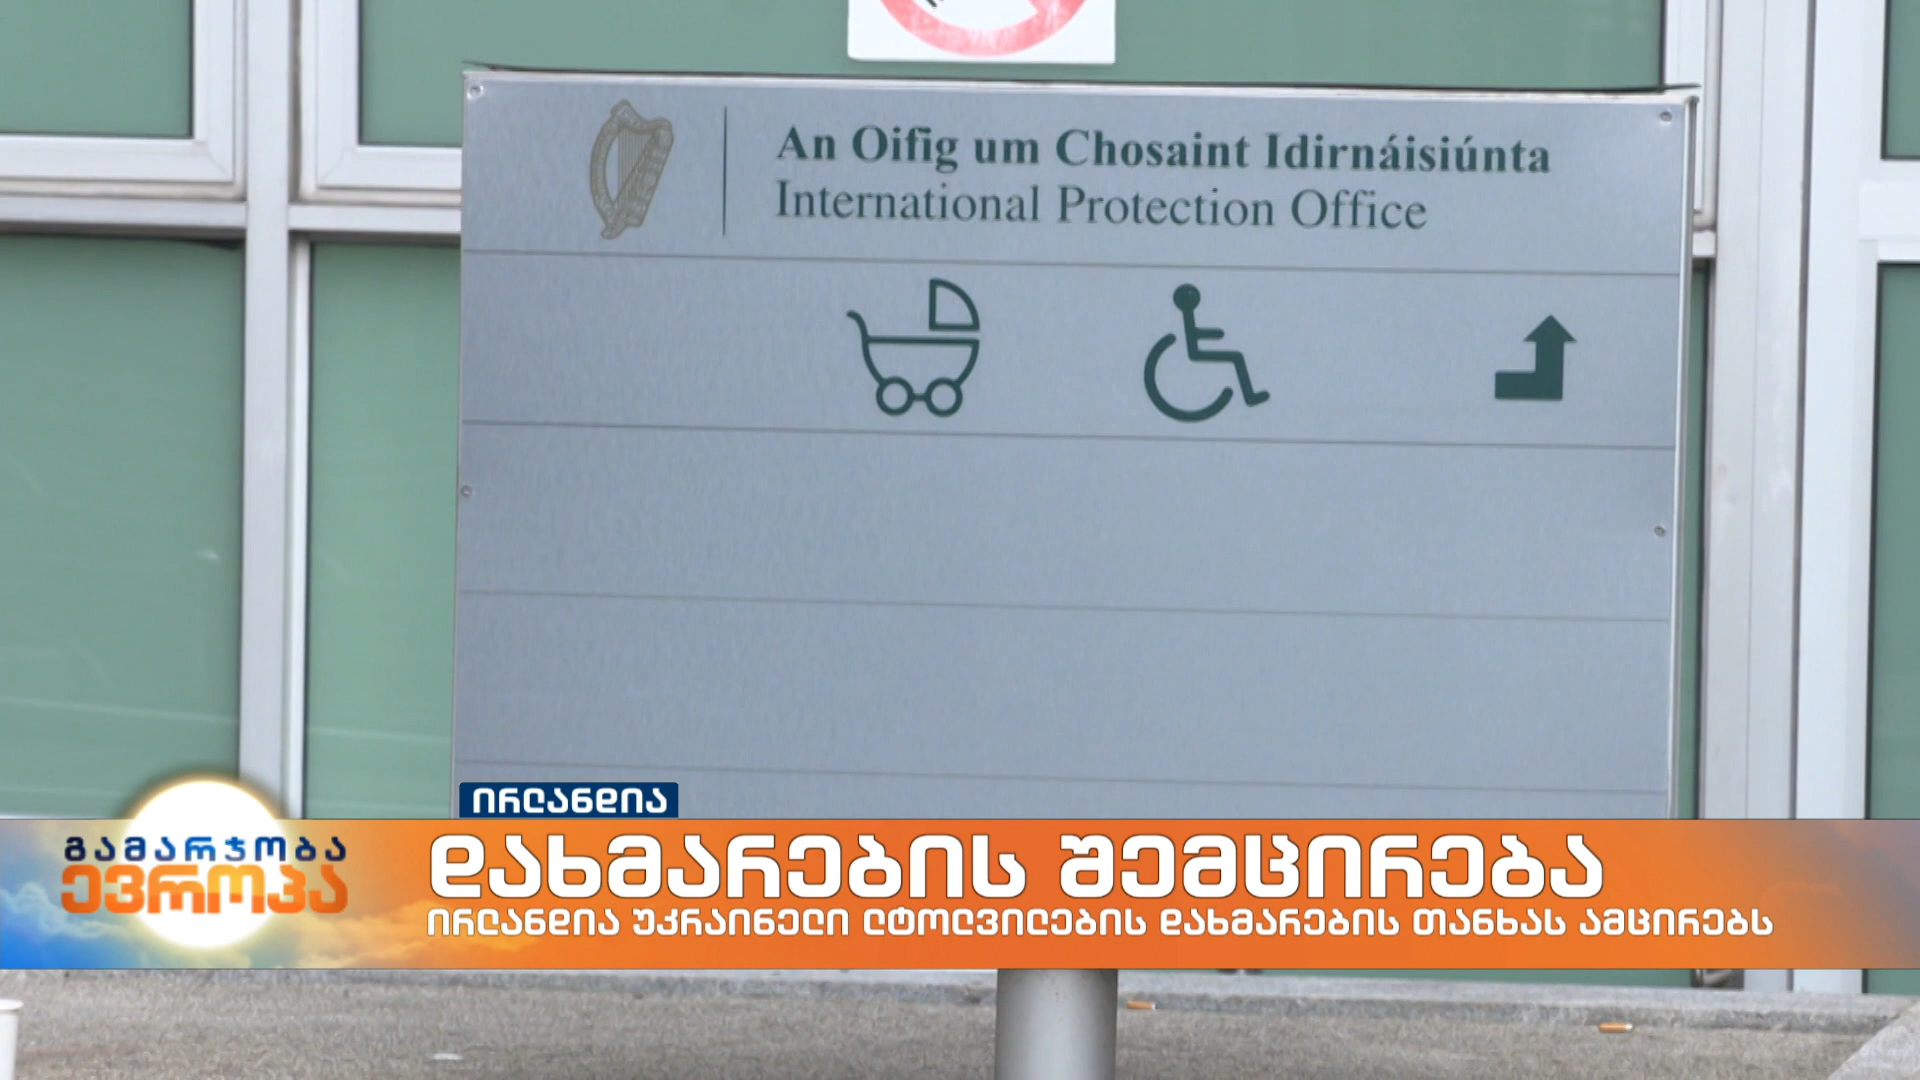 An Oifig um Chosaint Idirnáisiúnta
International Protection Office
ირლანდია
გამარჯობა
ევროპა
დახმარების შემცირება
ირლანდია უკრაინელი ლტოლვილების დახმარების თანხას ამცირებს